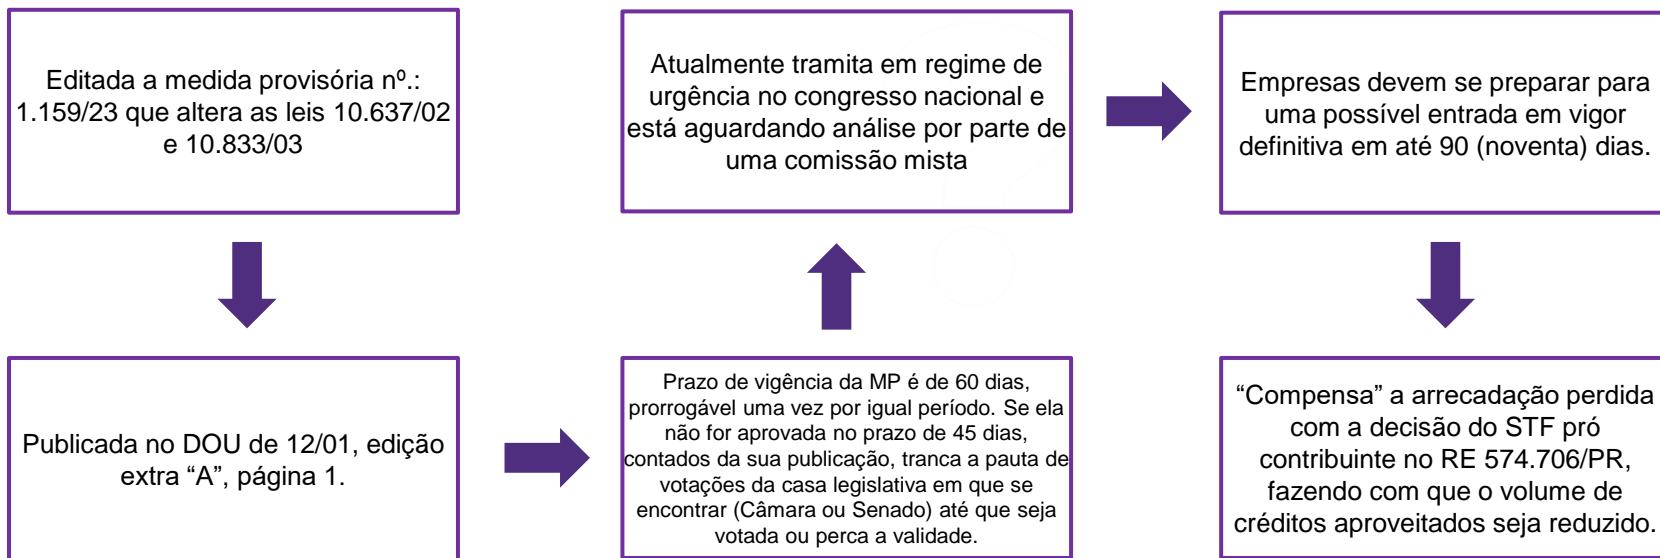 Editada a medida provisória nº.:
1.159/23 que altera as leis 10.637/02
e 10.833/03
Publicada no DOU de 12/01, edição
extra “A”, página 1.
Prazo de vigência da MP é de 60 dias,
prorrogável uma vez por igual período. Se ela
não for aprovada no prazo de 45 dias,
contados da sua publicação, tranca a pauta de
votações da casa legislativa em que se
encontrar (Câmara ou Senado) até que seja
votada ou perca a validade.
Atualmente tramita em regime de
urgência no congresso nacional e
está aguardando análise por parte de
uma comissão mista
Empresas devem se preparar para
uma possível entrada em vigor
definitiva em até 90 (noventa) dias.
“Compensa” a arrecadação perdida
com a decisão do STF pró
contribuinte no RE 574.706/PR,
fazendo com que o volume de
créditos aproveitados seja reduzido.